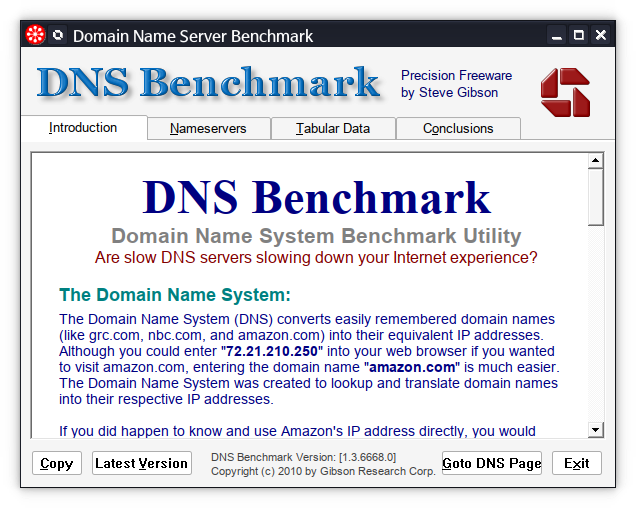 Domain Name Server Benchmark
DNS Benchmark
Precision Freeware
by Steve Gibson
Introduction
Nameservers
Tabular Data
Conclusions
DNS Benchmark
Domain Name System Benchmark Utility
Are slow DNS servers slowing down your Internet experience?
The Domain Name System:
The Domain Name System (DNS) converts easily remembered domain names
(like grc.com, nbc.com, and amazon.com) into their equivalent IP addresses.
Although you could enter "72.21.210.250" into your web browser if you wanted
to visit amazon.com, entering the domain name "amazon.com" is much easier.
The Domain Name System was created to lookup and translate domain names
into their respective IP addresses.
If you did happen to know and use Amazon's IP address directly, you would
Copy
Latest Version
DNS Benchmark Version: [1.3.6668.0]
Copyright (c) 2010 by Gibson Research Corp.
Goto DNS Page
Exit